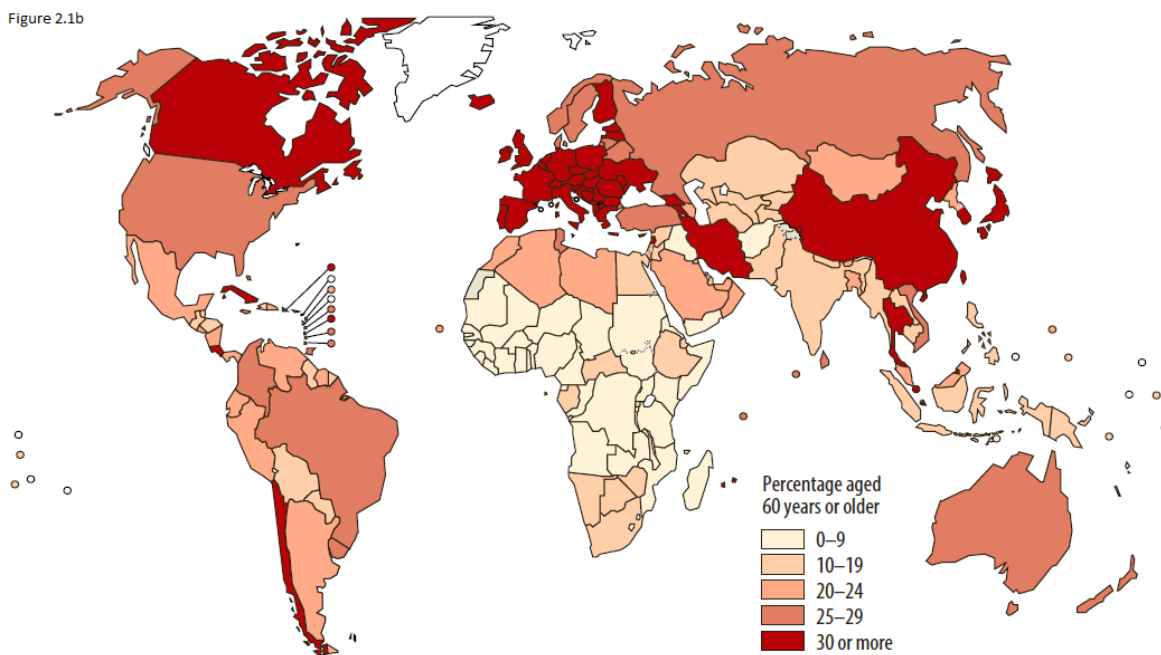 Figure 2.1b
Percentage aged
60 years or older
0–9
10–19
20–24
25–29
30 or more